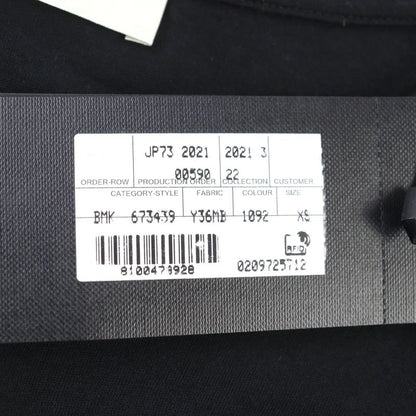 JP73 2021 2021 3
00590 22
ORDER-ROW PRODUCTION ORDER COLLECTION CUSTOMER
CATEGORY-STYLE FABRIC COLOUR SIZE
BMK 673439 Y36MB 1092 XS
8100479928 0209725712
RFID